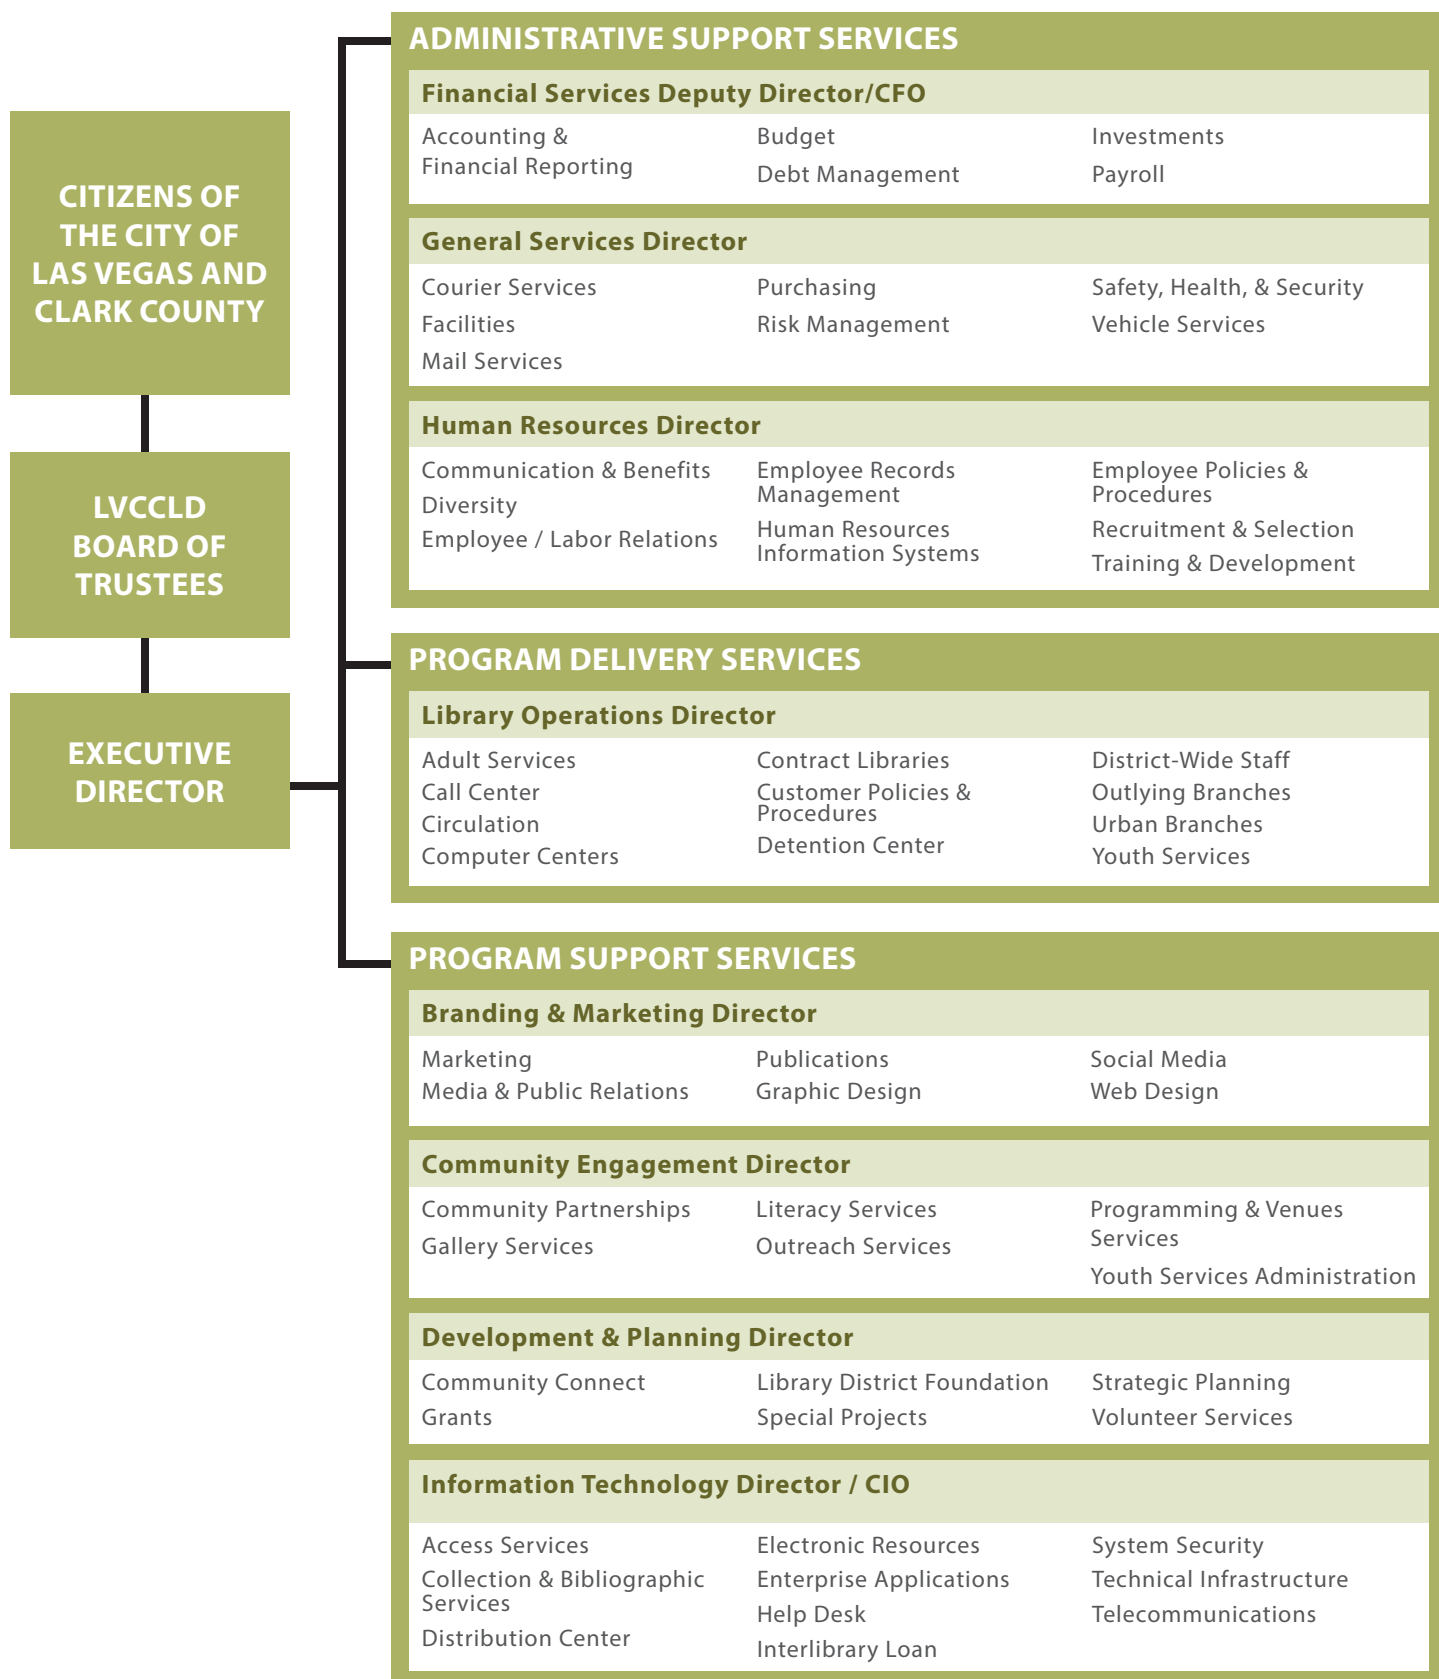 CITIZENS OF
THE CITY OF
LAS VEGAS AND
CLARK COUNTY
LVCCLD
BOARD OF
TRUSTEES
EXECUTIVE
DIRECTOR
ADMINISTRATIVE SUPPORT SERVICES
Financial Services Deputy Director/CFO
Accounting &
Financial Reporting
Budget
Debt Management
Investments
Payroll
General Services Director
Courier Services
Facilities
Mail Services
Purchasing
Risk Management
Safety, Health, & Security
Vehicle Services
Human Resources Director
Communication & Benefits
Diversity
Employee / Labor Relations
Employee Records
Management
Human Resources
Information Systems
Employee Policies &
Procedures
Recruitment & Selection
Training & Development
PROGRAM DELIVERY SERVICES
Library Operations Director
Adult Services
Call Center
Circulation
Computer Centers
Contract Libraries
Customer Policies &
Procedures
Detention Center
District-Wide Staff
Outlying Branches
Urban Branches
Youth Services
PROGRAM SUPPORT SERVICES
Branding & Marketing Director
Marketing
Media & Public Relations
Publications
Graphic Design
Social Media
Web Design
Community Engagement Director
Community Partnerships
Gallery Services
Literacy Services
Outreach Services
Programming & Venues
Services
Youth Services Administration
Development & Planning Director
Community Connect
Grants
Library District Foundation
Special Projects
Strategic Planning
Volunteer Services
Information Technology Director / CIO
Access Services
Collection & Bibliographic
Services
Distribution Center
Electronic Resources
Enterprise Applications
Help Desk
Interlibrary Loan
System Security
Technical Infrastructure
Telecommunications